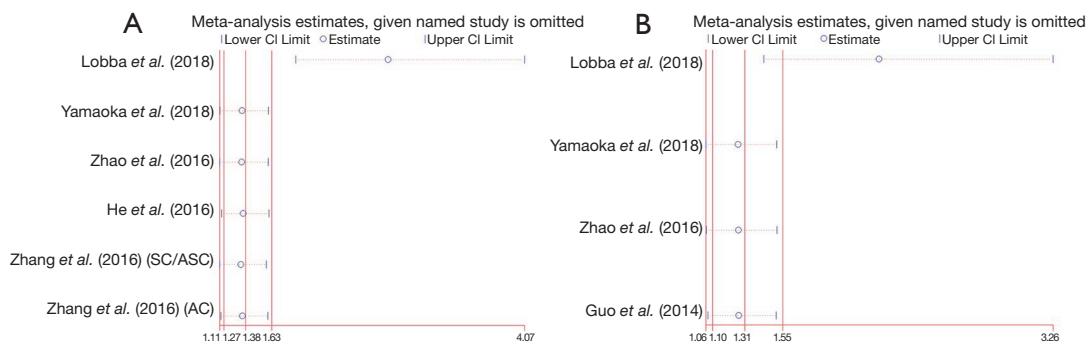 A
Meta-analysis estimates, given named study is omitted
Lower CI Limit Estimate Upper CI Limit
Lobba et al. (2018)
Yamaoka et al. (2018)
Zhao et al. (2016)
He et al. (2016)
Zhang et al. (2016) (SC/ASC)
Zhang et al. (2016) (AC)
1.11 1.27 1.38 1.63 4.07
B
Meta-analysis estimates, given named study is omitted
Lower CI Limit Estimate Upper CI Limit
Lobba et al. (2018)
Yamaoka et al. (2018)
Zhao et al. (2016)
Guo et al. (2014)
1.06 1.10 1.31 1.55 3.26